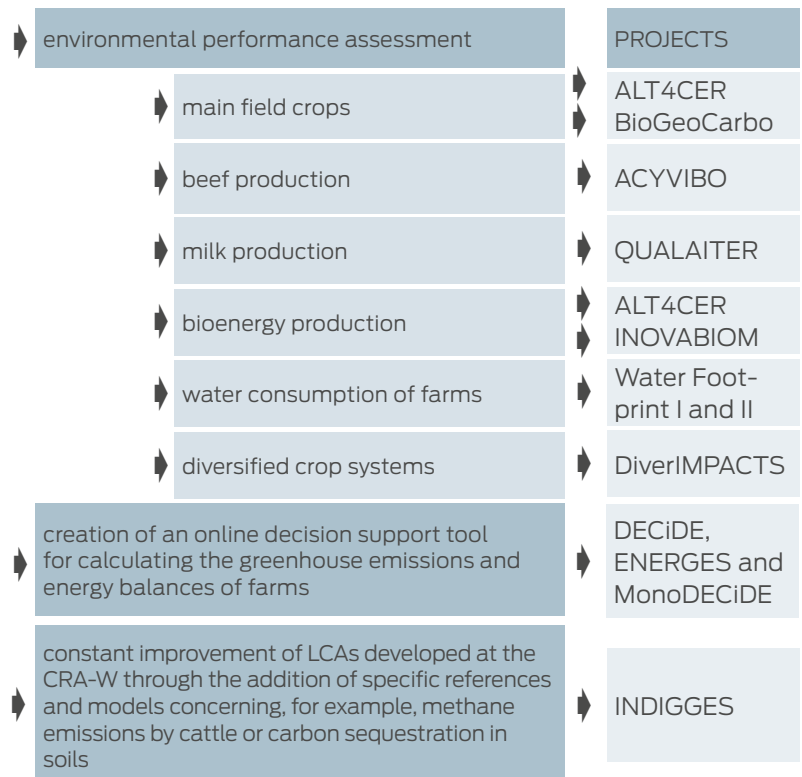 environmental performance assessment
PROJECTS
main field crops
ALT4CER
BioGeoCarbo
beef production
ACYVIBO
milk production
QUALAITER
bioenergy production
ALT4CER
INOVABIOM
water consumption of farms
Water Foot-
print I and II
diversified crop systems
DiverIMPACTS
creation of an online decision support tool
for calculating the greenhouse emissions and
energy balances of farms
DECiDE,
ENERGES and
MonoDECiDE
constant improvement of LCAs developed at the
CRA-W through the addition of specific references
and models concerning, for example, methane
emissions by cattle or carbon sequestration in
soils
INDIGGES